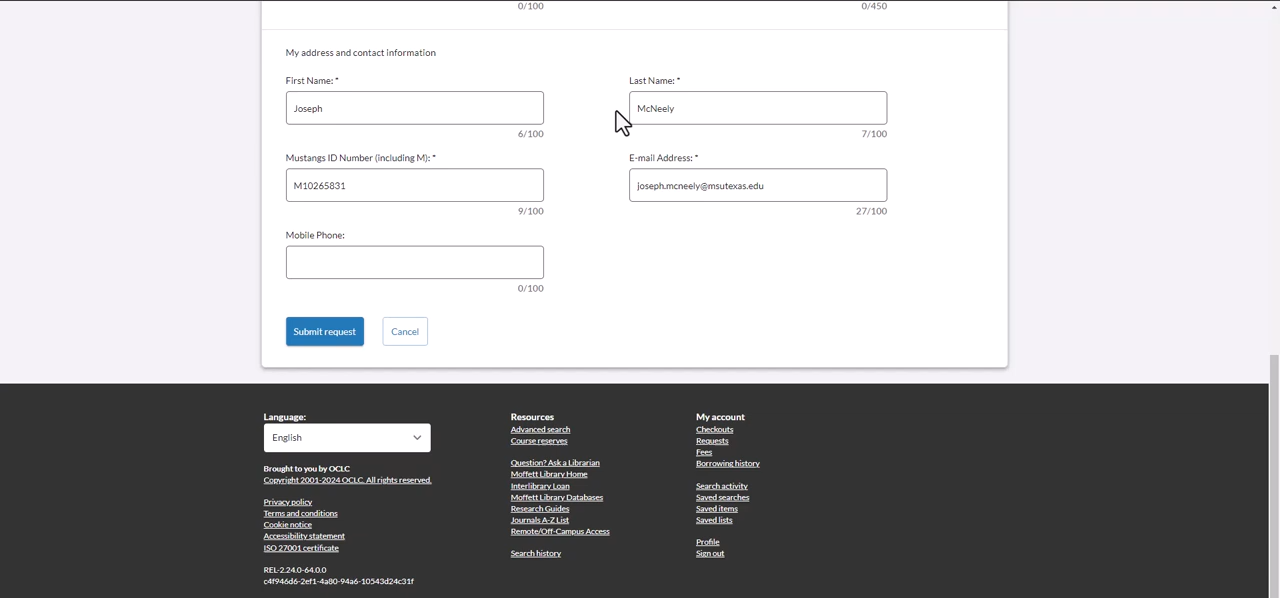 0/100
0/450
My address and contact information
First Name: *
Last Name: *
Joseph
McNeely
6/100
7/100
Mustangs ID Number (including M): *
E-mail Address: *
M10265831
joseph.mcneely@msutexas.edu
9/100
27/100
Mobile Phone:
0/100
Submit request
Cancel
Language:
English
Brought to you by OCLC
Copyright 2001-2024 OCLC. All rights reserved.
Privacy policy
Terms and conditions
Cookie notice
Accessibility statement
ISO 27001 certificate
REL-2.24.0-64.0.0
c4f946d6-2ef1-4a80-94a6-10543d24c31f
Resources
Advanced search
Course reserves
Question? Ask a Librarian
Moffett Library Home
Interlibrary Loan
Moffett Library Databases
Research Guides
Journals A-Z List
Remote/Off-Campus Access
Search history
My account
Checkouts
Requests
Fees
Borrowing history
Search activity
Saved searches
Saved items
Saved lists
Profile
Sign out